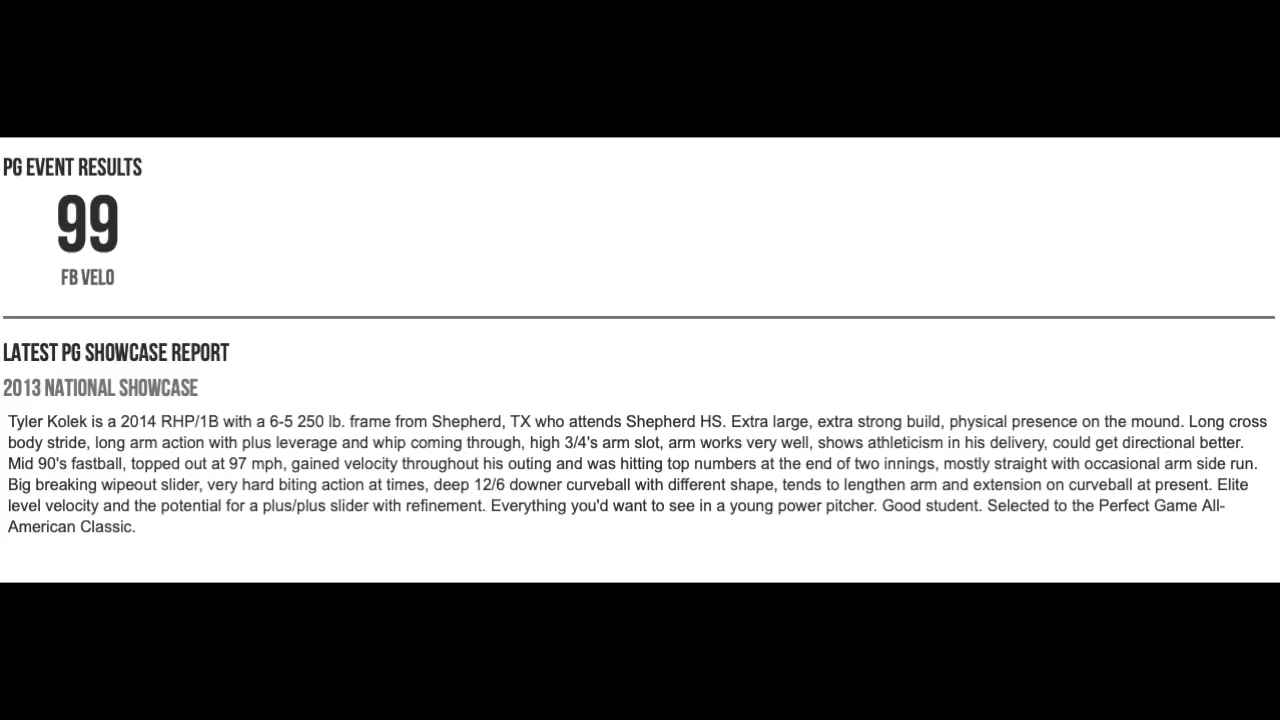 PG EVENT RESULTS
99
FB VELO
LATEST PG SHOWCASE REPORT
2013 NATIONAL SHOWCASE
Tyler Kolek is a 2014 RHP/1B with a 6-5 250 lb. frame from Shepherd, TX who attends Shepherd HS. Extra large, extra strong build, physical presence on the mound. Long cross
body stride, long arm action with plus leverage and whip coming through, high 3/4's arm slot, arm works very well, shows athleticism in his delivery, could get directional better.
Mid 90's fastball, topped out at 97 mph, gained velocity throughout his outing and was hitting top numbers at the end of two innings, mostly straight with occasional arm side run.
Big breaking wipeout slider, very hard biting action at times, deep 12/6 downer curveball with different shape, tends to lengthen arm and extension on curveball at present. Elite
level velocity and the potential for a plus/plus slider with refinement. Everything you'd want to see in a young power pitcher. Good student. Selected to the Perfect Game All-
American Classic.